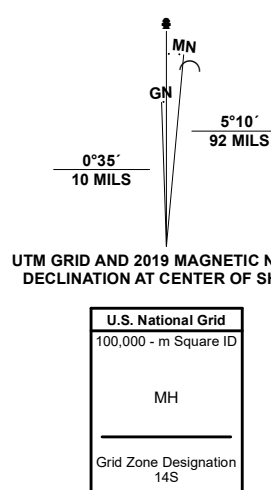 MN
GN
5°10´
92 MILS
0°35´
10 MILS
UTM GRID AND 2019 MAGNETIC
DECLINATION AT CENTER OF
U.S. National Grid
100,000 - m Square ID
MH
Grid Zone Designation
14S